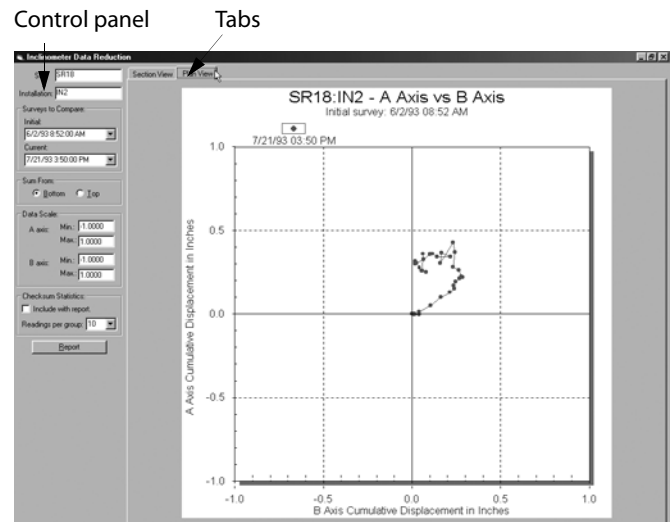 Control panel Tabs
Inclinometer Data Reduction
SR18
Installation: IN2
Section View
Surveys to Compare:
Initial:
6/2/93 8:52:00 AM
Current:
7/21/93 3:50:00 PM
Sum From:
Bottom Top
Data Scale:
A axis: Min.: -1.0000
Max.: 1.0000
B axis: Min.: -1.0000
Max.: 1.0000
Checksum Statistics:
Include with report.
Readings per group: 10
Report
SR18:IN2 - A Axis vs B Axis
Initial survey: 6/2/93 08:52 AM
7/21/93 03:50 PM
A Axis Cumulative Displacement in Inches
1.0
0.5
0.0
-0.5
-1.0
-1.0 -0.5 0.0 0.5 1.0
B Axis Cumulative Displacement in Inches